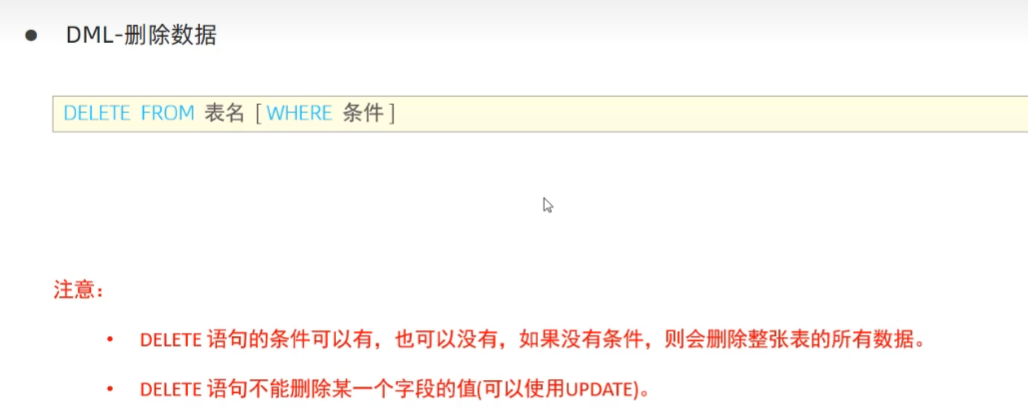 ● DML-删除数据
DELETE FROM 表名 [ WHERE 条件 ]
注意：
• DELETE 语句的条件可以有，也可以没有，如果没有条件，则会删除整张表的所有数据。
• DELETE 语句不能删除某一个字段的值(可以使用UPDATE)。